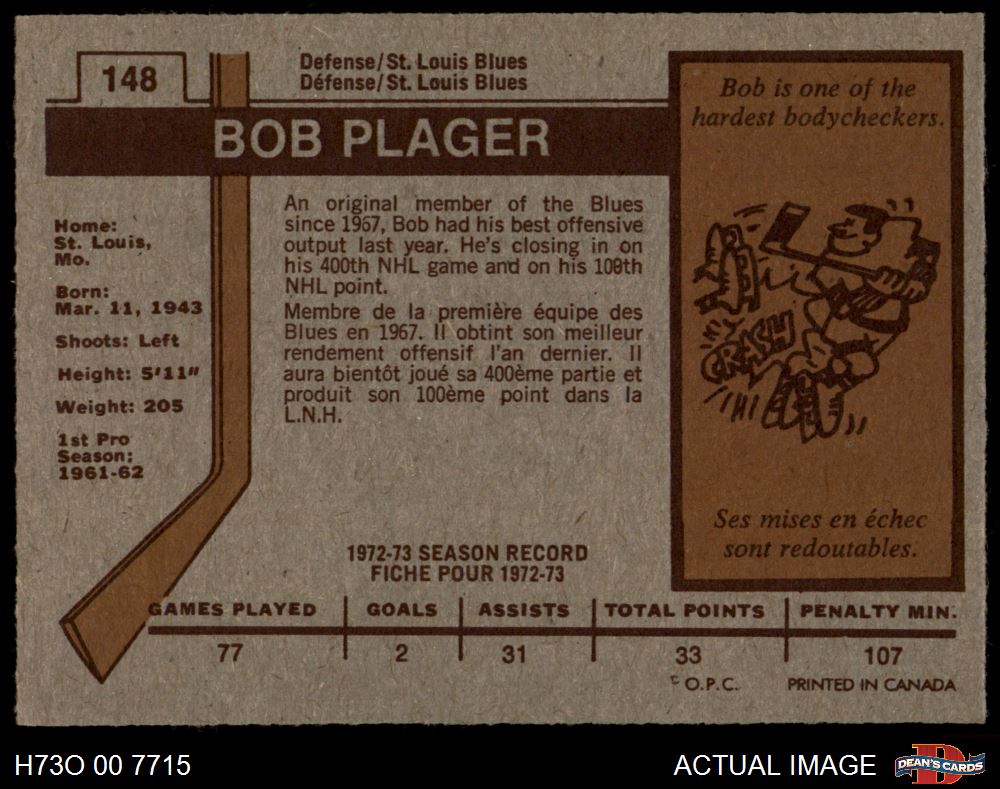 148
Defense/St. Louis Blues
Défense/St. Louis Blues
BOB PLAGER
Home:
St. Louis,
Mo.
Born:
Mar. 11, 1943
Shoots: Left
Height: 5'11"
Weight: 205
1st Pro
Season:
1961-62
An original member of the Blues
since 1967, Bob had his best offensive
output last year. He's closing in on
his 400th NHL game and on his 100th
NHL point.
Membre de la première équipe des
Blues en 1967. Il obtint son meilleur
rendement offensif l'an dernier. Il
aura bientôt joué sa 400ème partie et
produit son 100ème point dans la
L.N.H.
Bob is one of the
hardest bodycheckers.
CRASH
Ses mises en échec
sont redoutables.
1972-73 SEASON RECORD
FICHE POUR 1972-73
GAMES PLAYED GOALS ASSISTS TOTAL POINTS PENALTY MIN.
77 2 31 33 107
© O.P.C. PRINTED IN CANADA
H73O 00 7715 ACTUAL IMAGE DEAN'S CARDS